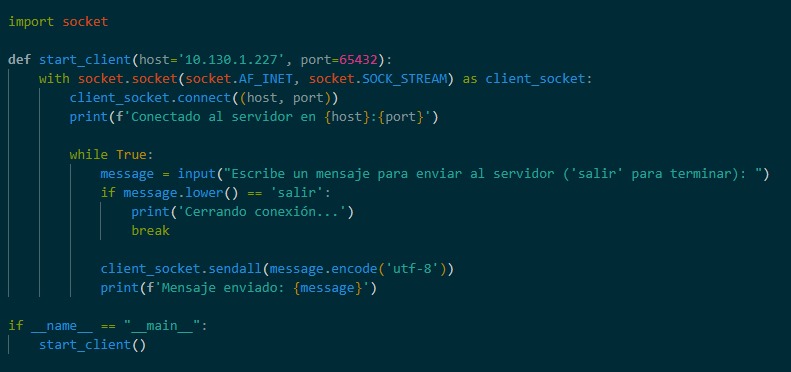 import socket
def start_client(host='10.130.1.227', port=65432):
    with socket.socket(socket.AF_INET, socket.SOCK_STREAM) as client_socket:
        client_socket.connect((host, port))
        print(f'Conectado al servidor en {host}:{port}')
        while True:
            message = input("Escribe un mensaje para enviar al servidor ('salir' para terminar): ")
            if message.lower() == 'salir':
                print('Cerrando conexión...')
                break
            client_socket.sendall(message.encode('utf-8'))
            print(f'Mensaje enviado: {message}')
if __name__ == "__main__":
    start_client()